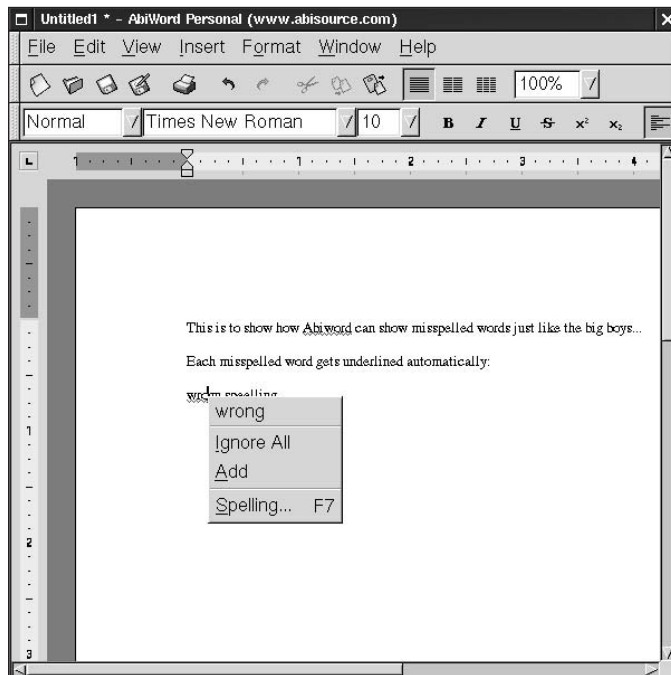 Untitled1 * - AbiWord Personal (www.abisource.com)
File Edit View Insert Format Window Help
100%
Normal Times New Roman 10 B I U S x² x₂
L 1 1 2 3 4
This is to show how Abiword can show misspelled words just like the big boys...
Each misspelled word gets underlined automatically:
spaelling
wrong
Ignore All
Add
Spelling... F7
1
2
3